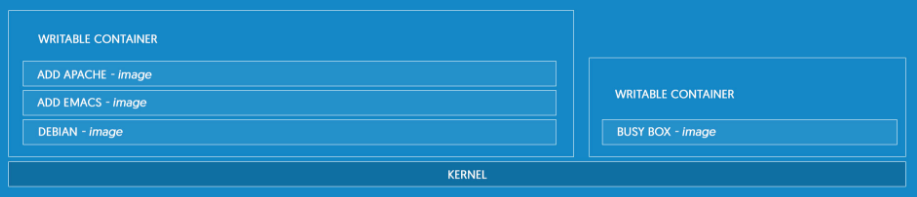 WRITABLE CONTAINER
ADD APACHE - image
ADD EMACS - image
DEBIAN - image
WRITABLE CONTAINER
BUSY BOX - image
KERNEL